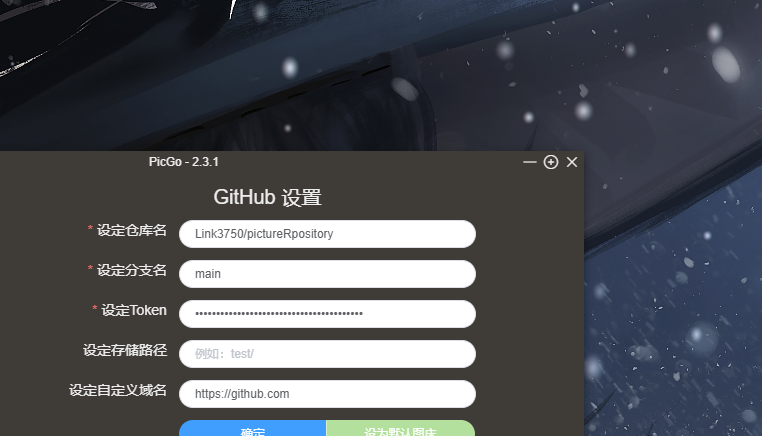 PicGo - 2.3.1
GitHub 设置
* 设定仓库名 Link3750/pictureRpository
* 设定分支名 main
* 设定Token ••••••••••••••••••••••••••••••••••••••••
设定存储路径 例如：test/
设定自定义域名 https://github.com
确定 设为默认图床